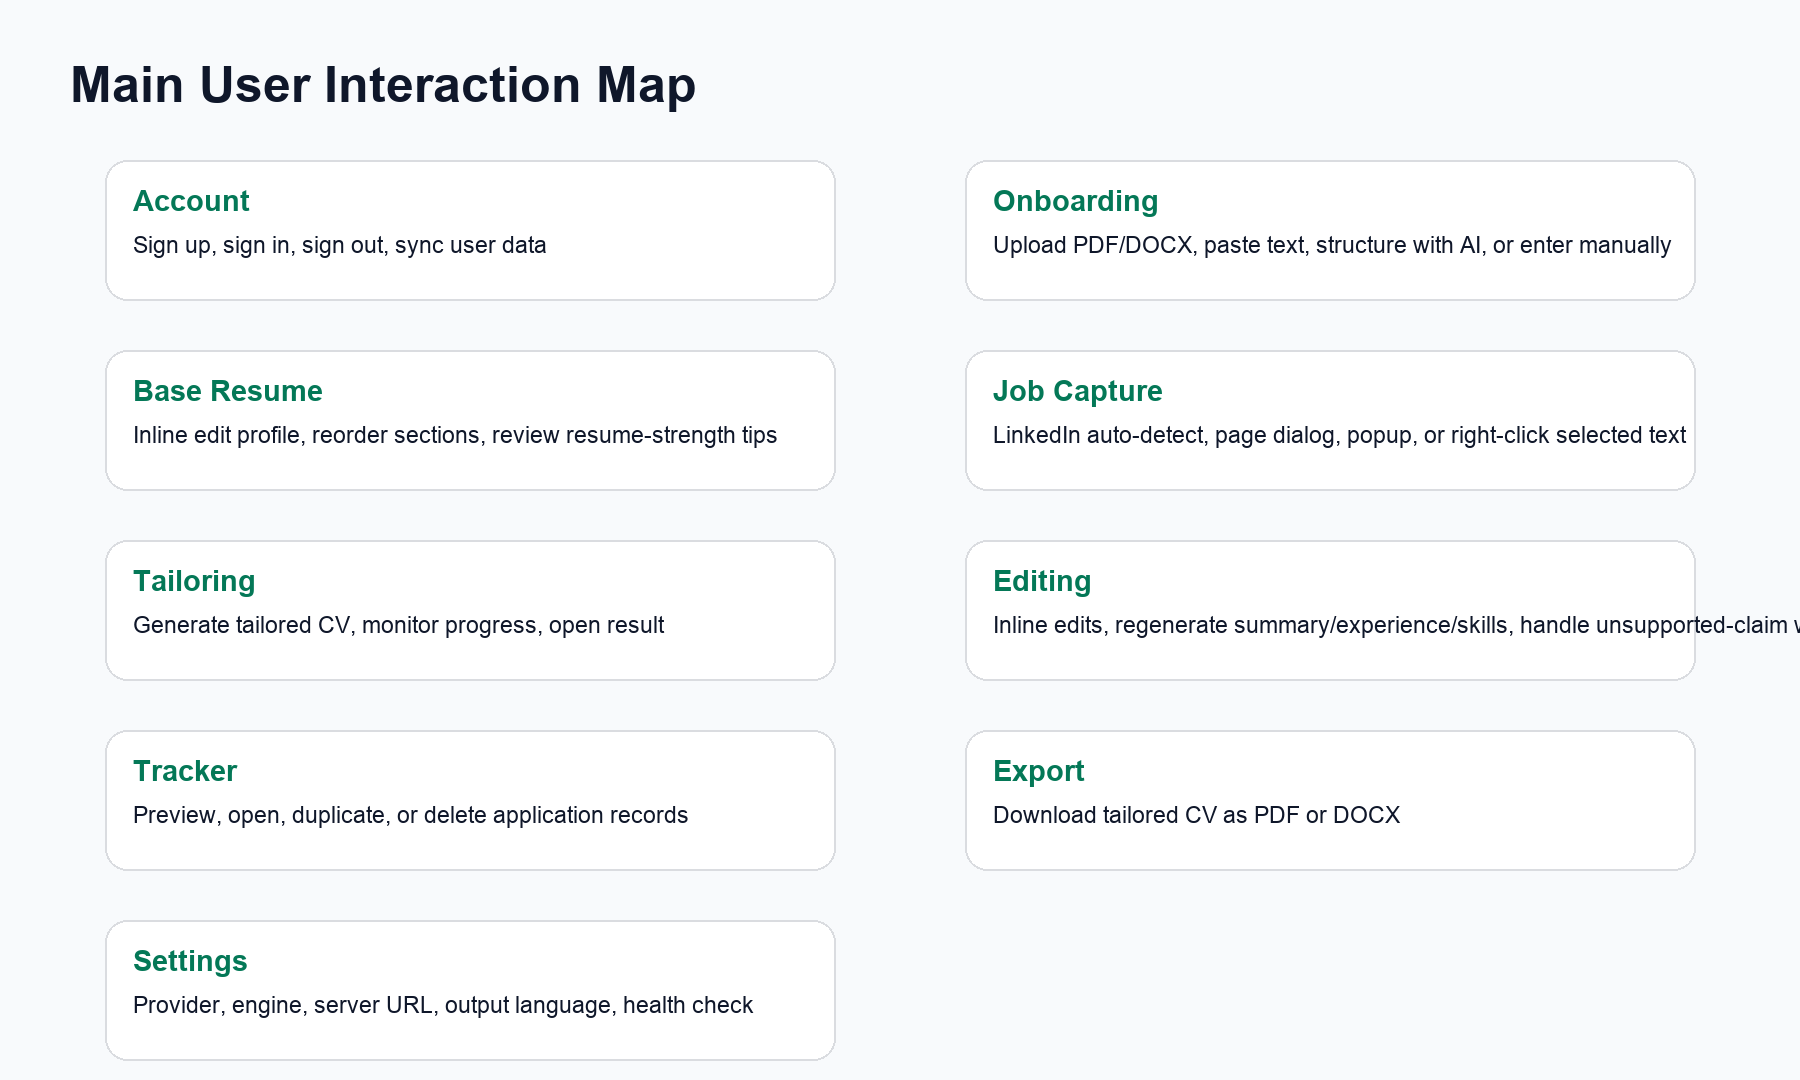 Main User Interaction Map
Account
Sign up, sign in, sign out, sync user data
Onboarding
Upload PDF/DOCX, paste text, structure with AI, or enter manually
Base Resume
Inline edit profile, reorder sections, review resume-strength tips
Job Capture
LinkedIn auto-detect, page dialog, popup, or right-click selected text
Tailoring
Generate tailored CV, monitor progress, open result
Editing
Inline edits, regenerate summary/experience/skills, handle unsupported-claim
Tracker
Preview, open, duplicate, or delete application records
Export
Download tailored CV as PDF or DOCX
Settings
Provider, engine, server URL, output language, health check